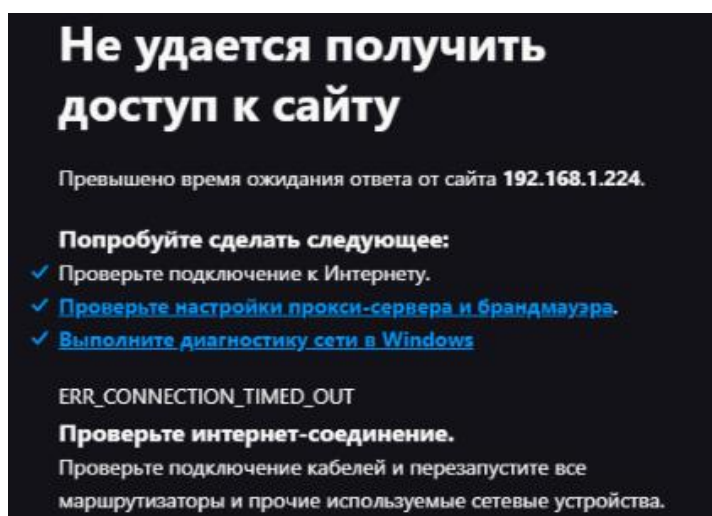 Не удается получить
доступ к сайту
Превышено время ожидания ответа от сайта 192.168.1.224.
Попробуйте сделать следующее:
Проверьте подключение к Интернету.
Проверьте настройки прокси-сервера и брандмауэра.
Выполните диагностику сети в Windows
ERR_CONNECTION_TIMED_OUT
Проверьте интернет-соединение.
Проверьте подключение кабелей и перезапустите все
маршрутизаторы и прочие используемые сетевые устройства.